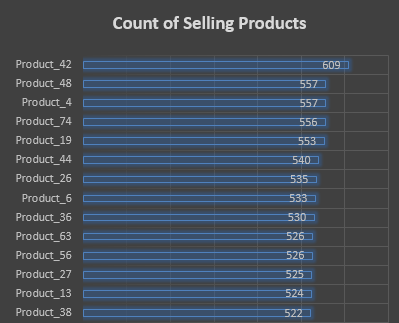 Count of Selling Products
Product_42 609
Product_48 557
Product_4 557
Product_74 556
Product_19 553
Product_44 540
Product_26 535
Product_6 533
Product_36 530
Product_63 526
Product_56 526
Product_27 525
Product_13 524
Product_38 522